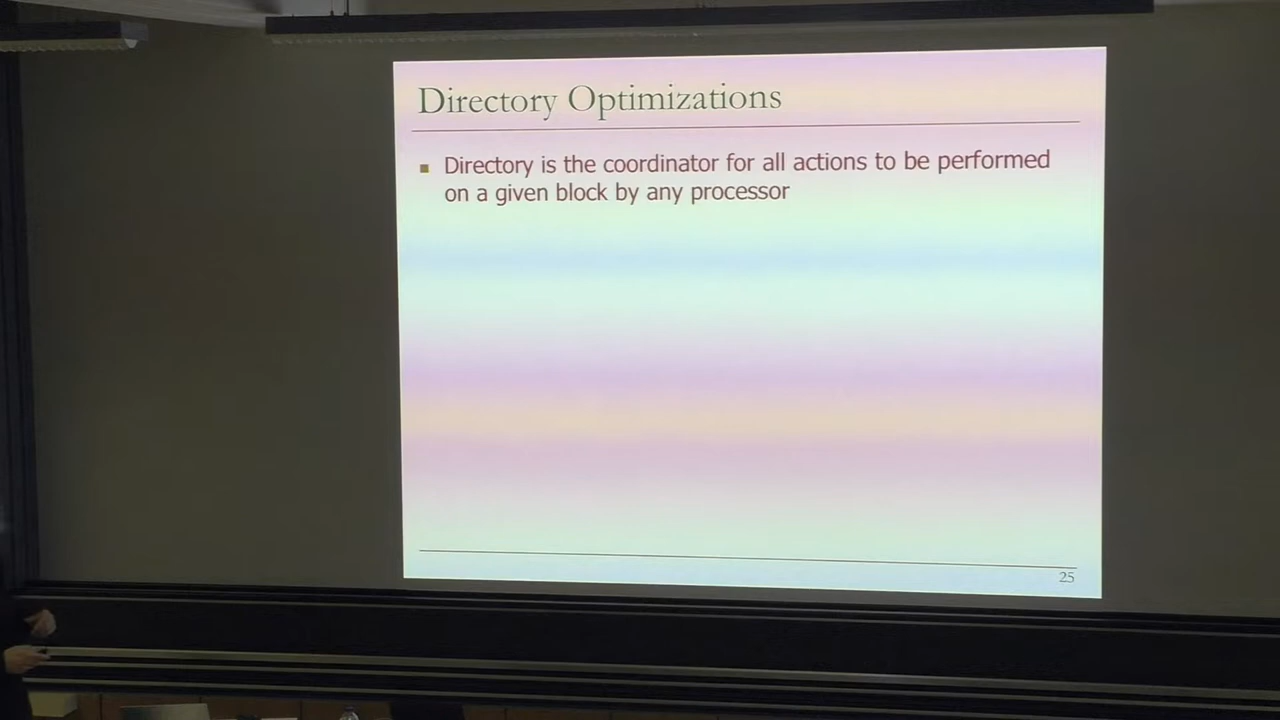 Directory Optimizations
Directory is the coordinator for all actions to be performed
on a given block by any processor
25